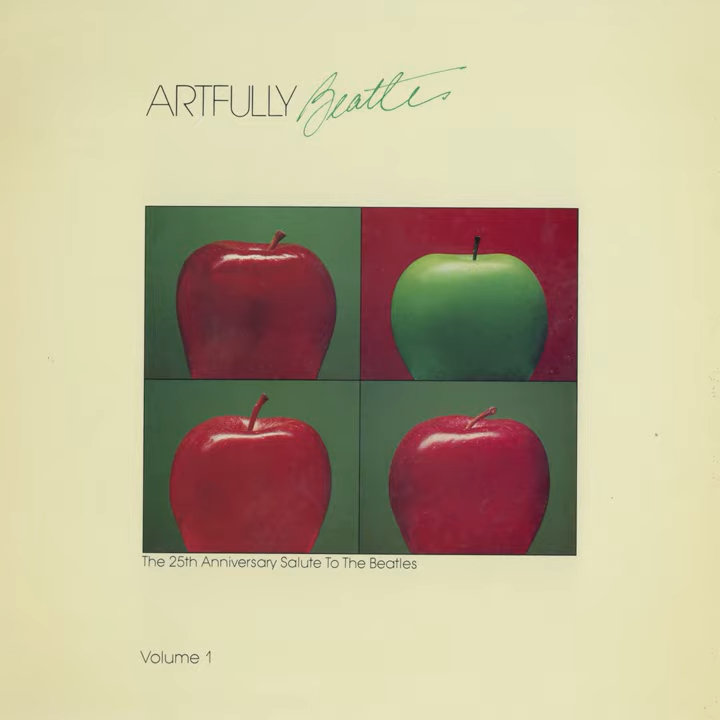 ARTFULLY Beatles
The 25th Anniversary Salute To The Beatles
Volume 1